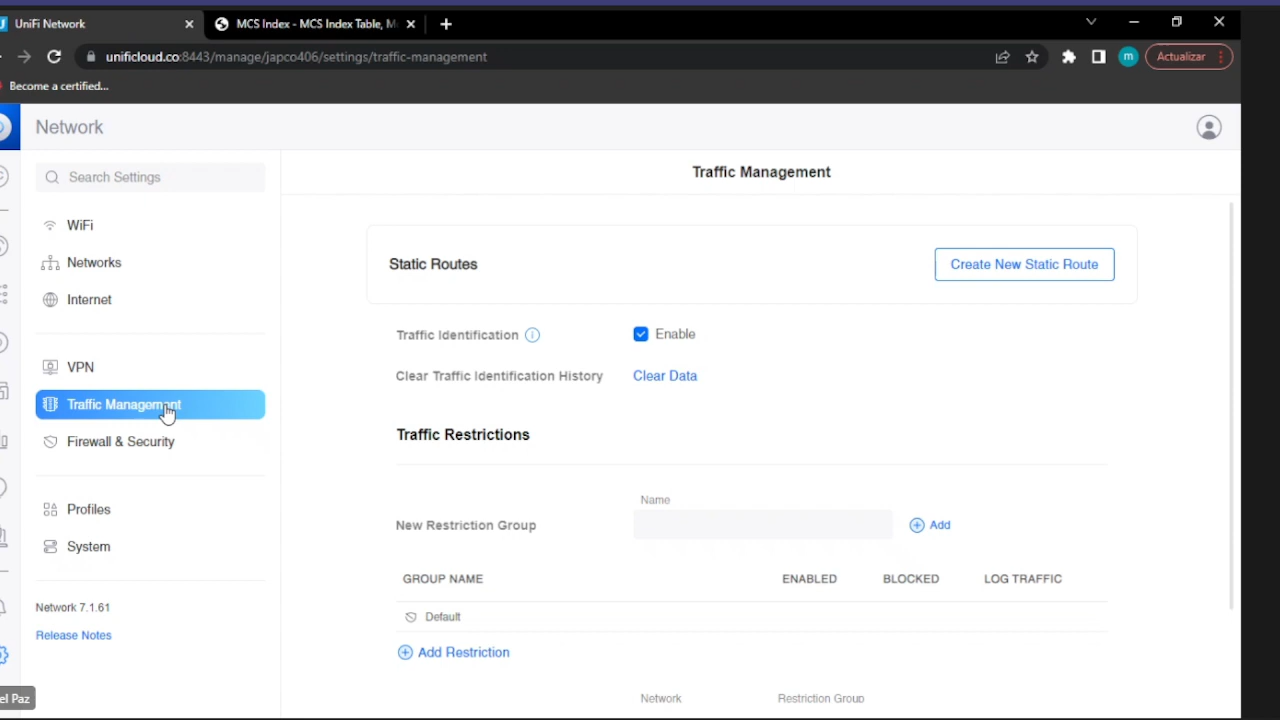 UniFi Network
MCS Index - MCS Index Table, M
unificloud.co:8443/manage/japco406/settings/traffic-management
m
Actualizar
Become a certified...
Network
Traffic Management
Search Settings
WiFi
Networks
Internet
VPN
Traffic Management
Firewall & Security
Profiles
System
Network 7.1.61
Release Notes
el Paz
Static Routes
Create New Static Route
Traffic Identification
Enable
Clear Traffic Identification History
Clear Data
Traffic Restrictions
Name
New Restriction Group
Add
GROUP NAME ENABLED BLOCKED LOG TRAFFIC
Default
Add Restriction
Network Restriction Group